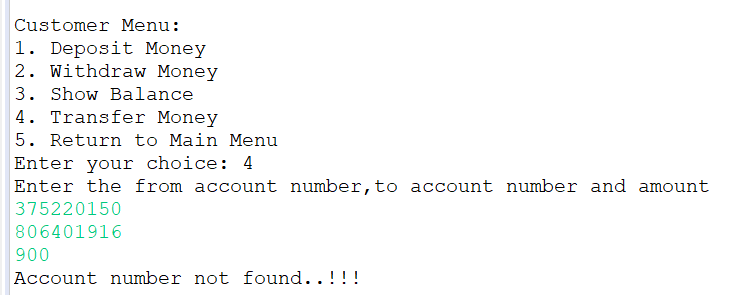 Customer Menu:
1. Deposit Money
2. Withdraw Money
3. Show Balance
4. Transfer Money
5. Return to Main Menu
Enter your choice: 4
Enter the from account number,to account number and amount
375220150
806401916
900
Account number not found..!!!